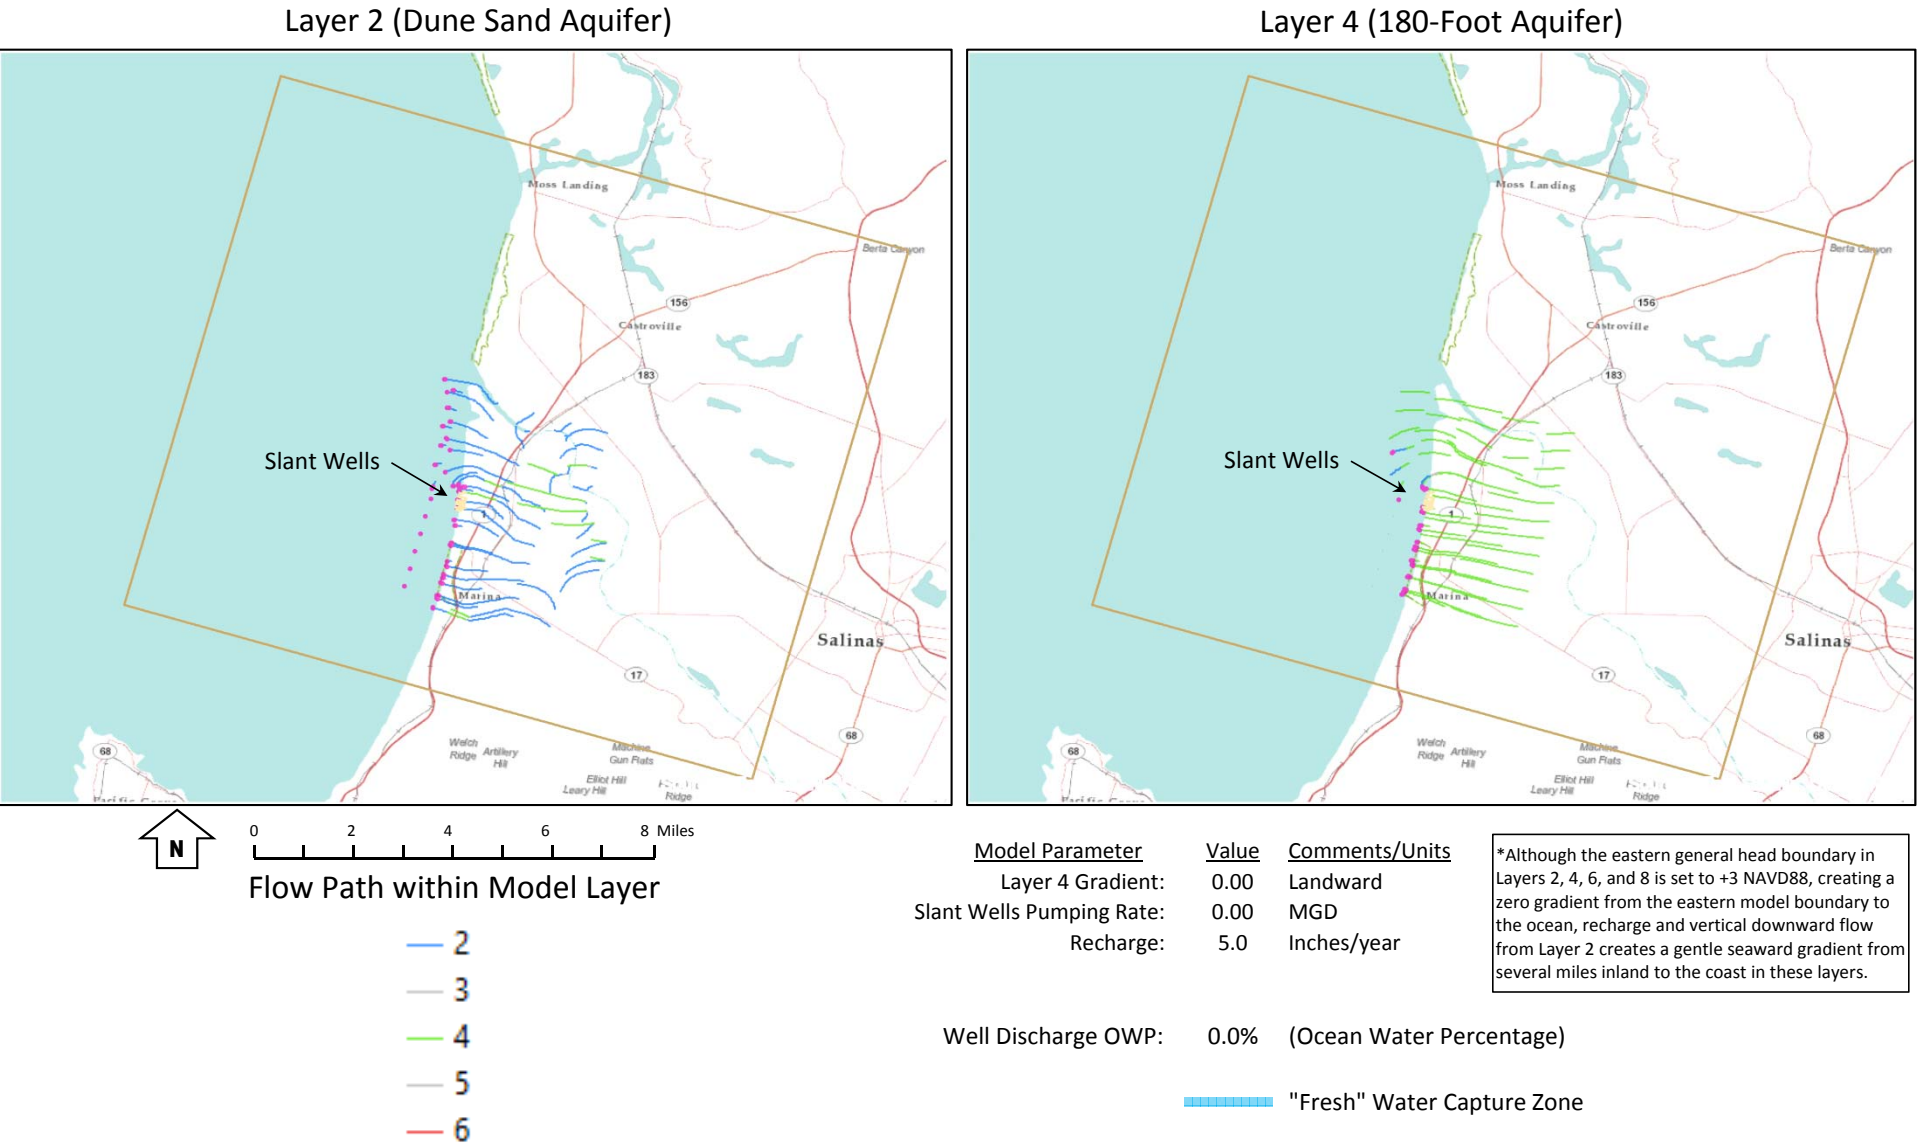 Layer 2 (Dune Sand Aquifer)
Layer 4 (180-Foot Aquifer)
Moss Landing
Berta Canyon
156
Castroville
183
Slant Wells
1
Marina
Salinas
17
68
Welch Ridge
Artillery Hill
Machine Gun Flats
Elliot Hill
Leary Hill
Ridge
68
Moss Landing
Berta Canyon
156
Castroville
183
Slant Wells
1
Marina
Salinas
17
68
Welch Ridge
Artillery Hill
Machine Gun Flats
Elliot Hill
Leary Hill
Ridge
68
N
0 2 4 6 8 Miles
Flow Path within Model Layer
2
3
4
5
6
Model Parameter Value Comments/Units
Layer 4 Gradient: 0.00 Landward
Slant Wells Pumping Rate: 0.00 MGD
Recharge: 5.0 Inches/year
*Although the eastern general head boundary in
Layers 2, 4, 6, and 8 is set to +3 NAVD88, creating a
zero gradient from the eastern model boundary to
the ocean, recharge and vertical downward flow
from Layer 2 creates a gentle seaward gradient from
several miles inland to the coast in these layers.
Well Discharge OWP: 0.0% (Ocean Water Percentage)
"Fresh" Water Capture Zone